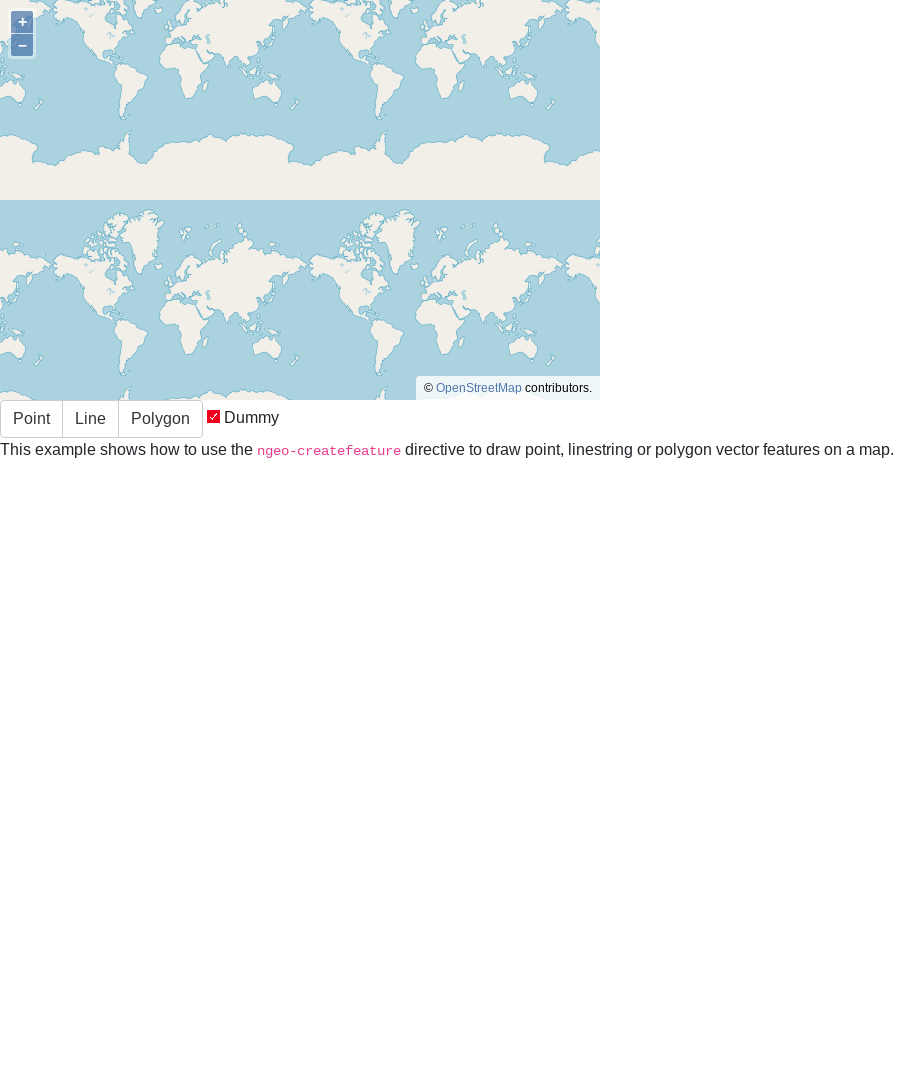 +
−
© OpenStreetMap contributors.
Point Line Polygon Dummy
This example shows how to use the ngeo-createfeature directive to draw point, linestring or polygon vector features on a map.